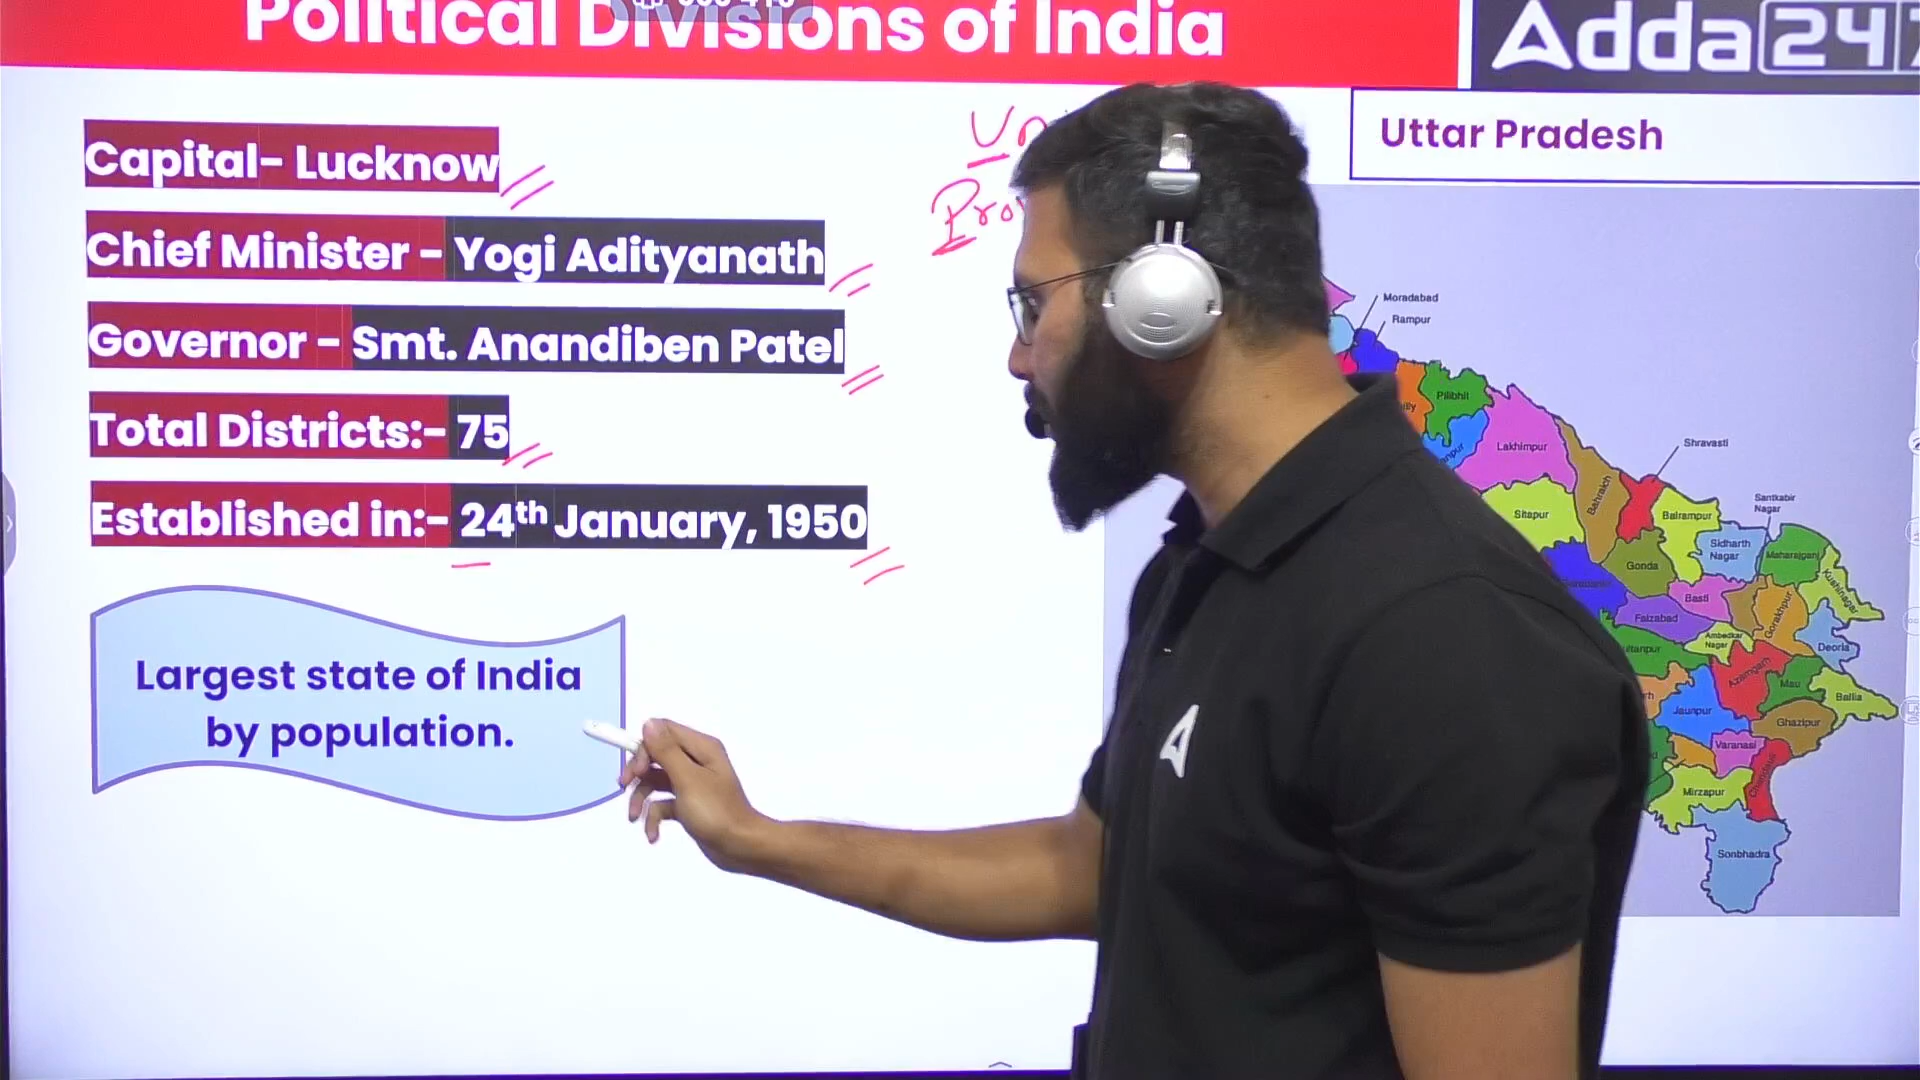 Political Divisions of India
Adda247
Uttar Pradesh
Capital- Lucknow
Chief Minister - Yogi Adityanath
Governor - Smt. Anandiben Patel
Total Districts:- 75
Established in:- 24th January, 1950
Largest state of India
by population.
Moradabad
Rampur
Pilibhit
Lakhimpur
Shravasti
Bahraich
Santkabir
Nagar
Sitapur
Balrampur
Sidharth
Nagar
Maharajganj
Kushinagar
Gonda
Basti
Gorakhpur
Faizabad
Ambedkar
Nagar
Deoria
Azamgarh
Mau
Ballia
Jaunpur
Ghazipur
Varanasi
Mirzapur
Sonbhadra